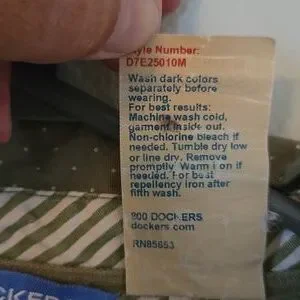 Style Number:
D7E25010M
Wash dark colors
separately before
wearing.
For best results:
Machine wash cold,
garment inside out.
Non-chlorine bleach if
needed. Tumble dry low
or line dry. Remove
promptly. Warm i on if
needed. For best
repellency iron after
fifth wash.
800 DOCKERS
dockers.com
RN85653
CKER